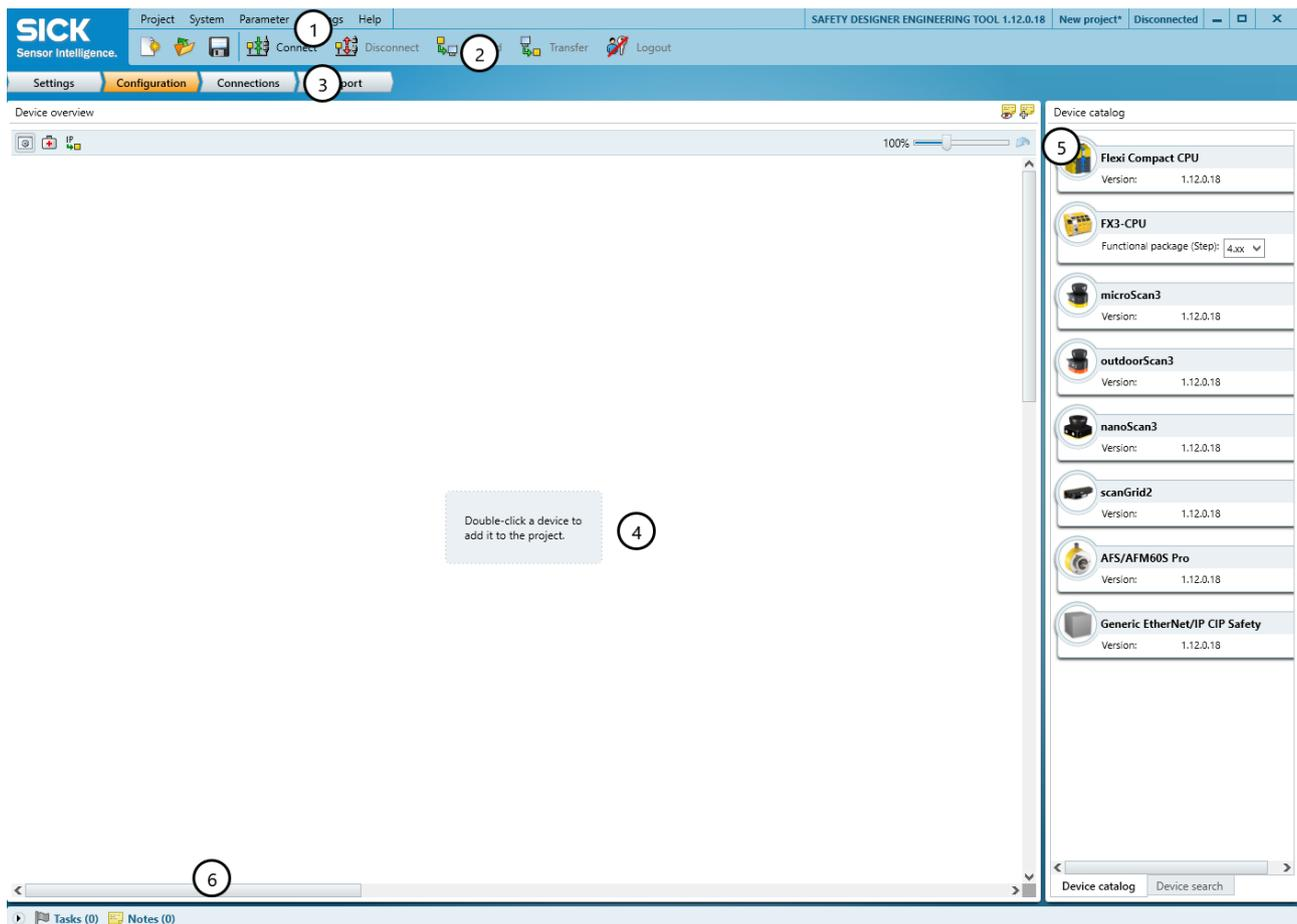 SICK
Sensor Intelligence.
Project System Parameter Help
SAFETY DESIGNER ENGINEERING TOOL 1.12.0.18 New project* Disconnected
1
Connect Disconnect 2 Transfer Logout
Settings Configuration Connections 3
Device overview
Device catalog
IP
100%
5
Flexi Compact CPU
Version: 1.12.0.18
FX3-CPU
Functional package (Step): 4.xx
microScan3
Version: 1.12.0.18
outdoorScan3
Version: 1.12.0.18
nanoScan3
Version: 1.12.0.18
scanGrid2
Version: 1.12.0.18
Double-click a device to
add it to the project.
4
AFS/AFM60S Pro
Version: 1.12.0.18
Generic EtherNet/IP CIP Safety
Version: 1.12.0.18
6
Device catalog Device search
Tasks (0) Notes (0)